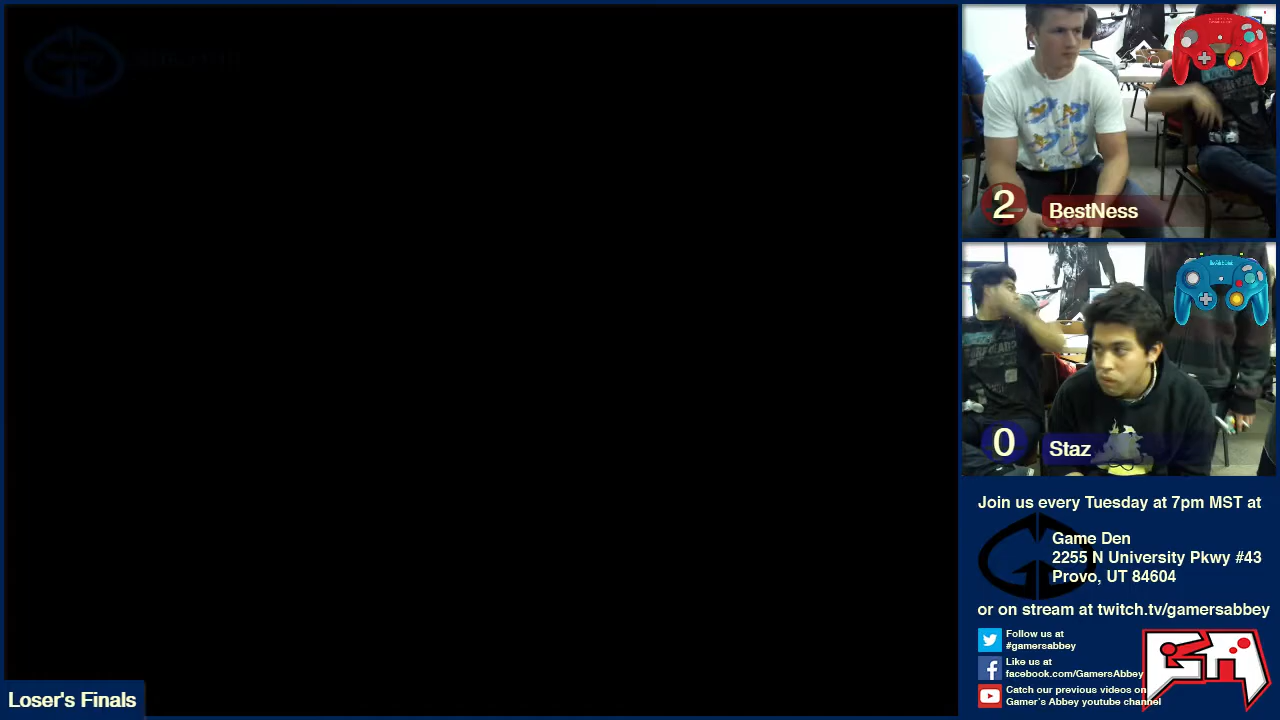 2
BestNess
0
Staz
Join us every Tuesday at 7pm MST at
Game Den
2255 N University Pkwy #43
Provo, UT 84604
or on stream at twitch.tv/gamersabbey
Follow us at
#gamersabbey
Like us at
facebook.com/GamersAbbey
Catch our previous videos on
Gamer's Abbey youtube channel
Loser's Finals